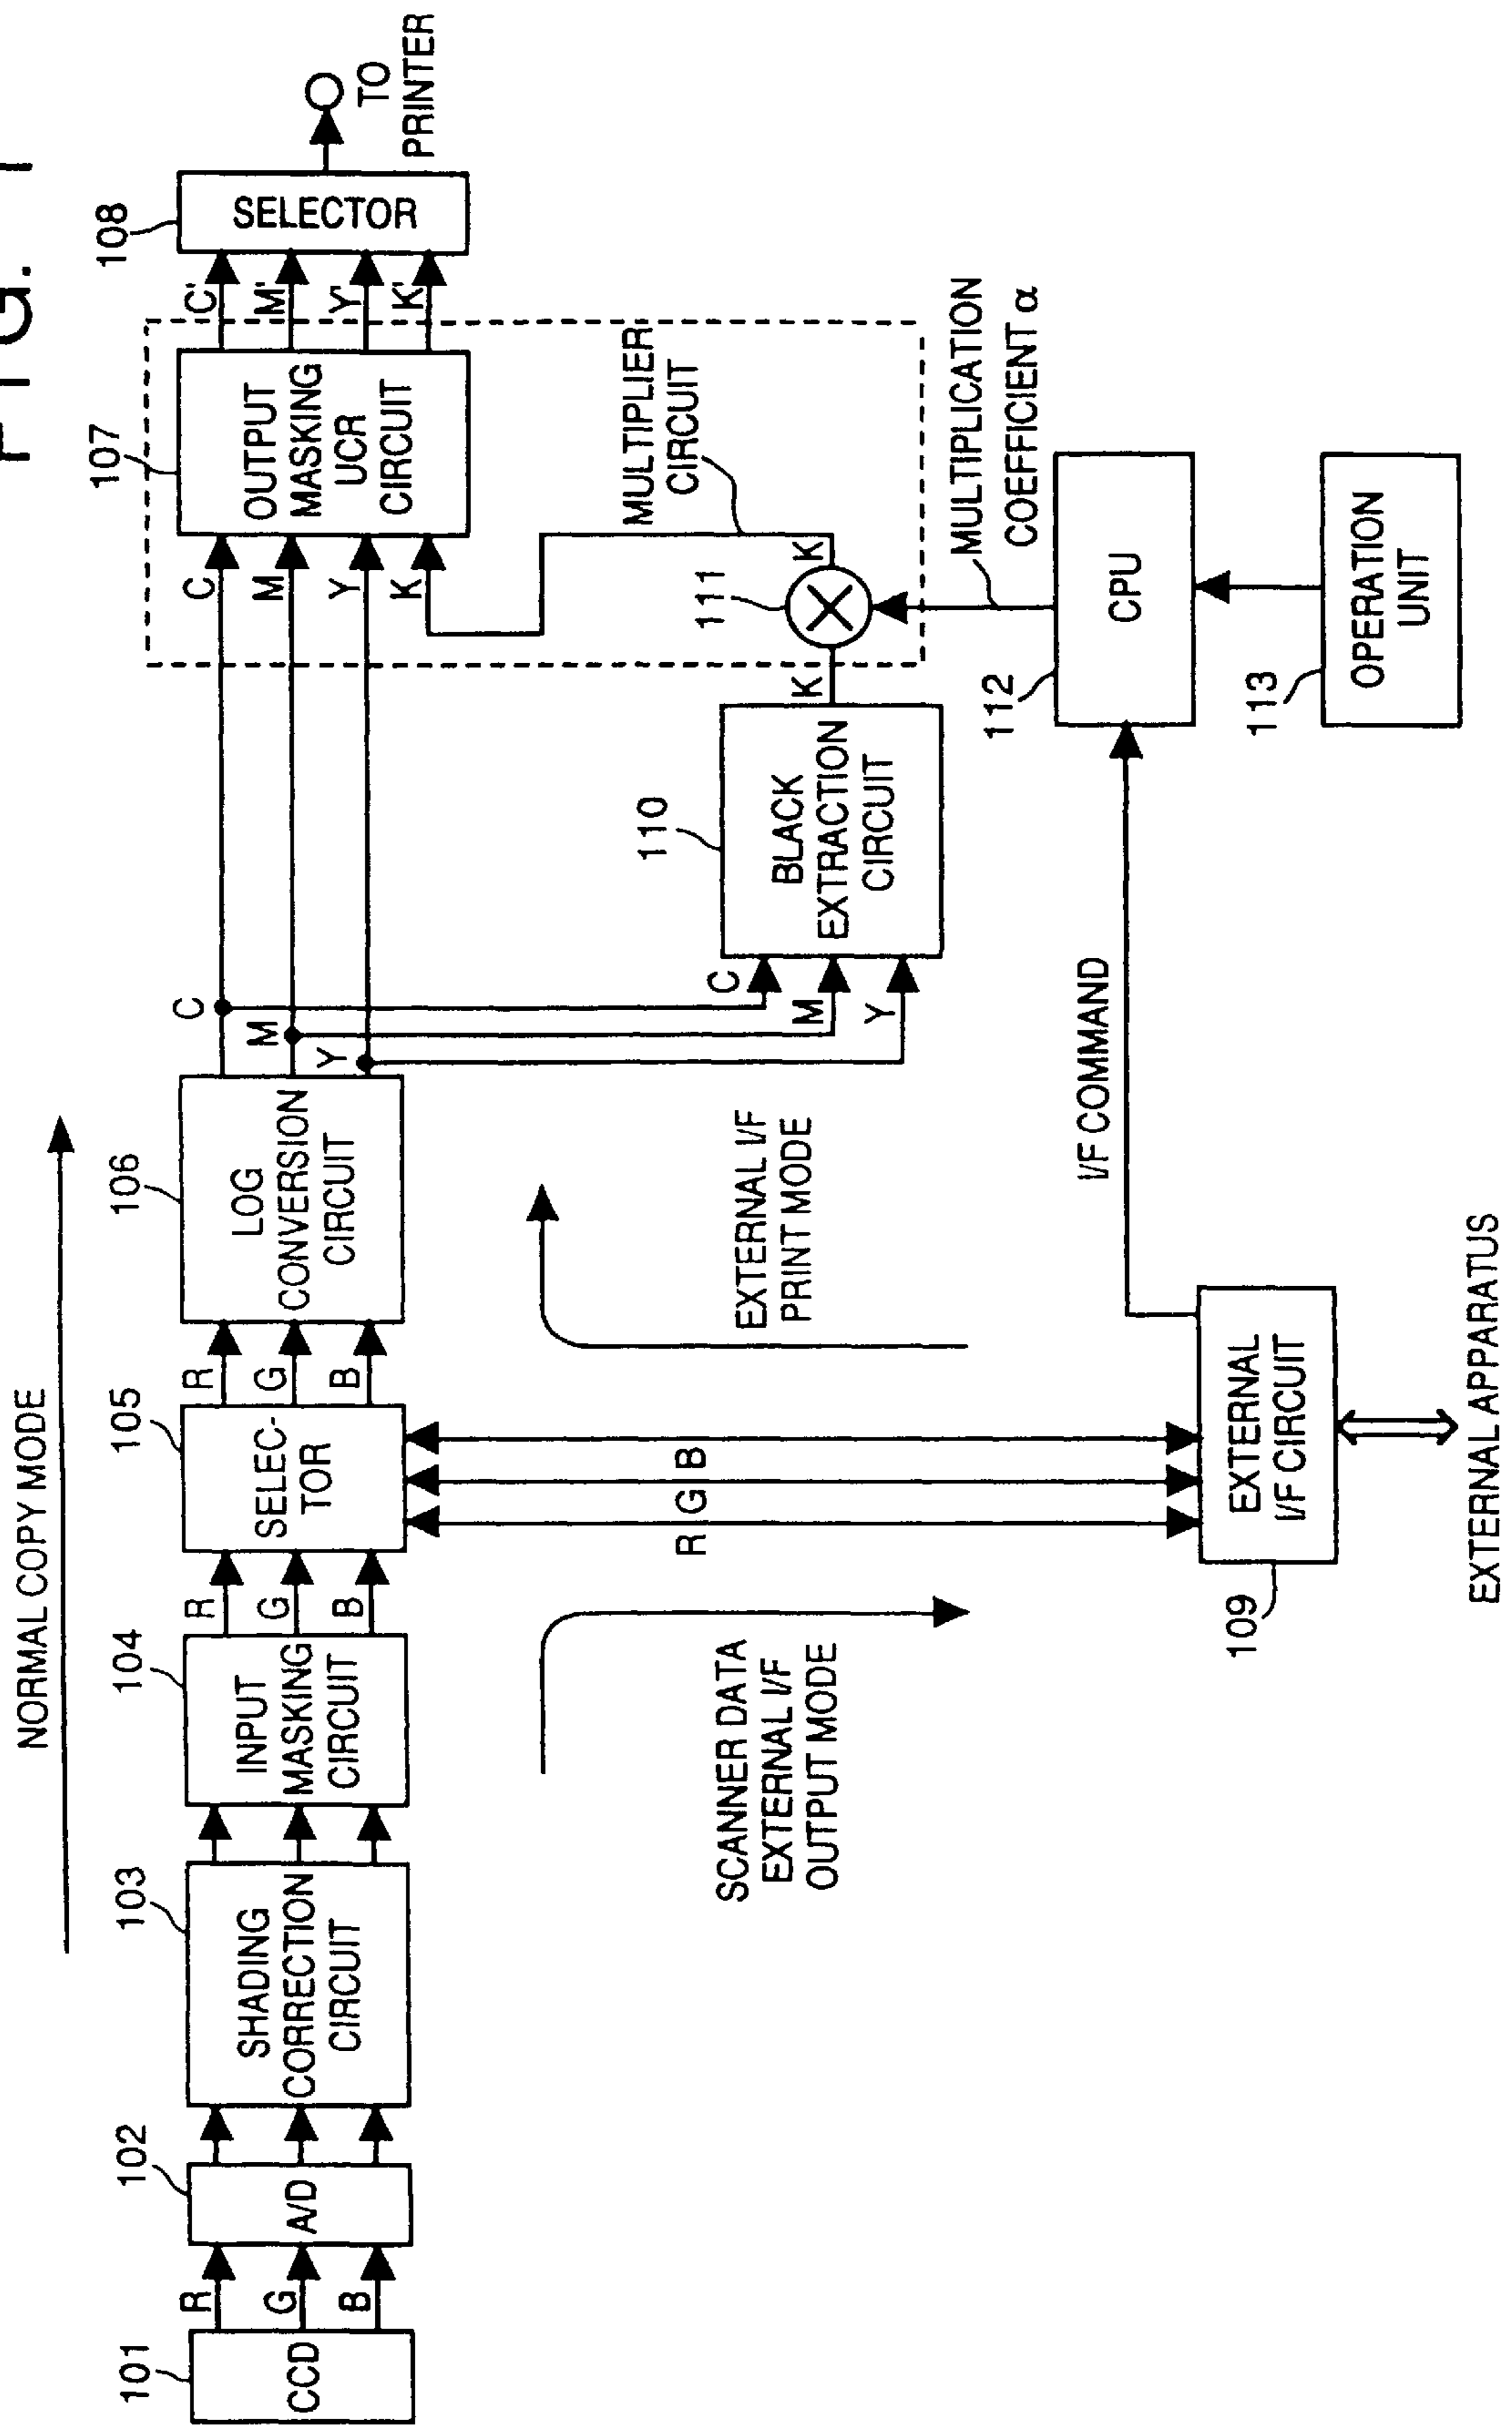 FIG. 1
NORMAL COPY MODE
101
CCD
R
G
B
102
A/D
103
SHADING
CORRECTION
CIRCUIT
104
INPUT
MASKING
CIRCUIT
R
G
B
105
SELEC-
TOR
R
G
B
106
LOG
CONVERSION
CIRCUIT
C
M
Y
C
M
Y
K
107
OUTPUT
MASKING
UCR
CIRCUIT
C'
M'
Y'
K'
108
SELECTOR
TO
PRINTER
SCANNER DATA
EXTERNAL I/F
OUTPUT MODE
R
G
B
EXTERNAL I/F
PRINT MODE
C
M
Y
110
BLACK
EXTRACTION
CIRCUIT
K
111
K
MULTIPLIER
CIRCUIT
MULTIPLICATION
COEFFICIENT α
109
EXTERNAL
I/F CIRCUIT
EXTERNAL APPARATUS
I/F COMMAND
112
CPU
113
OPERATION
UNIT